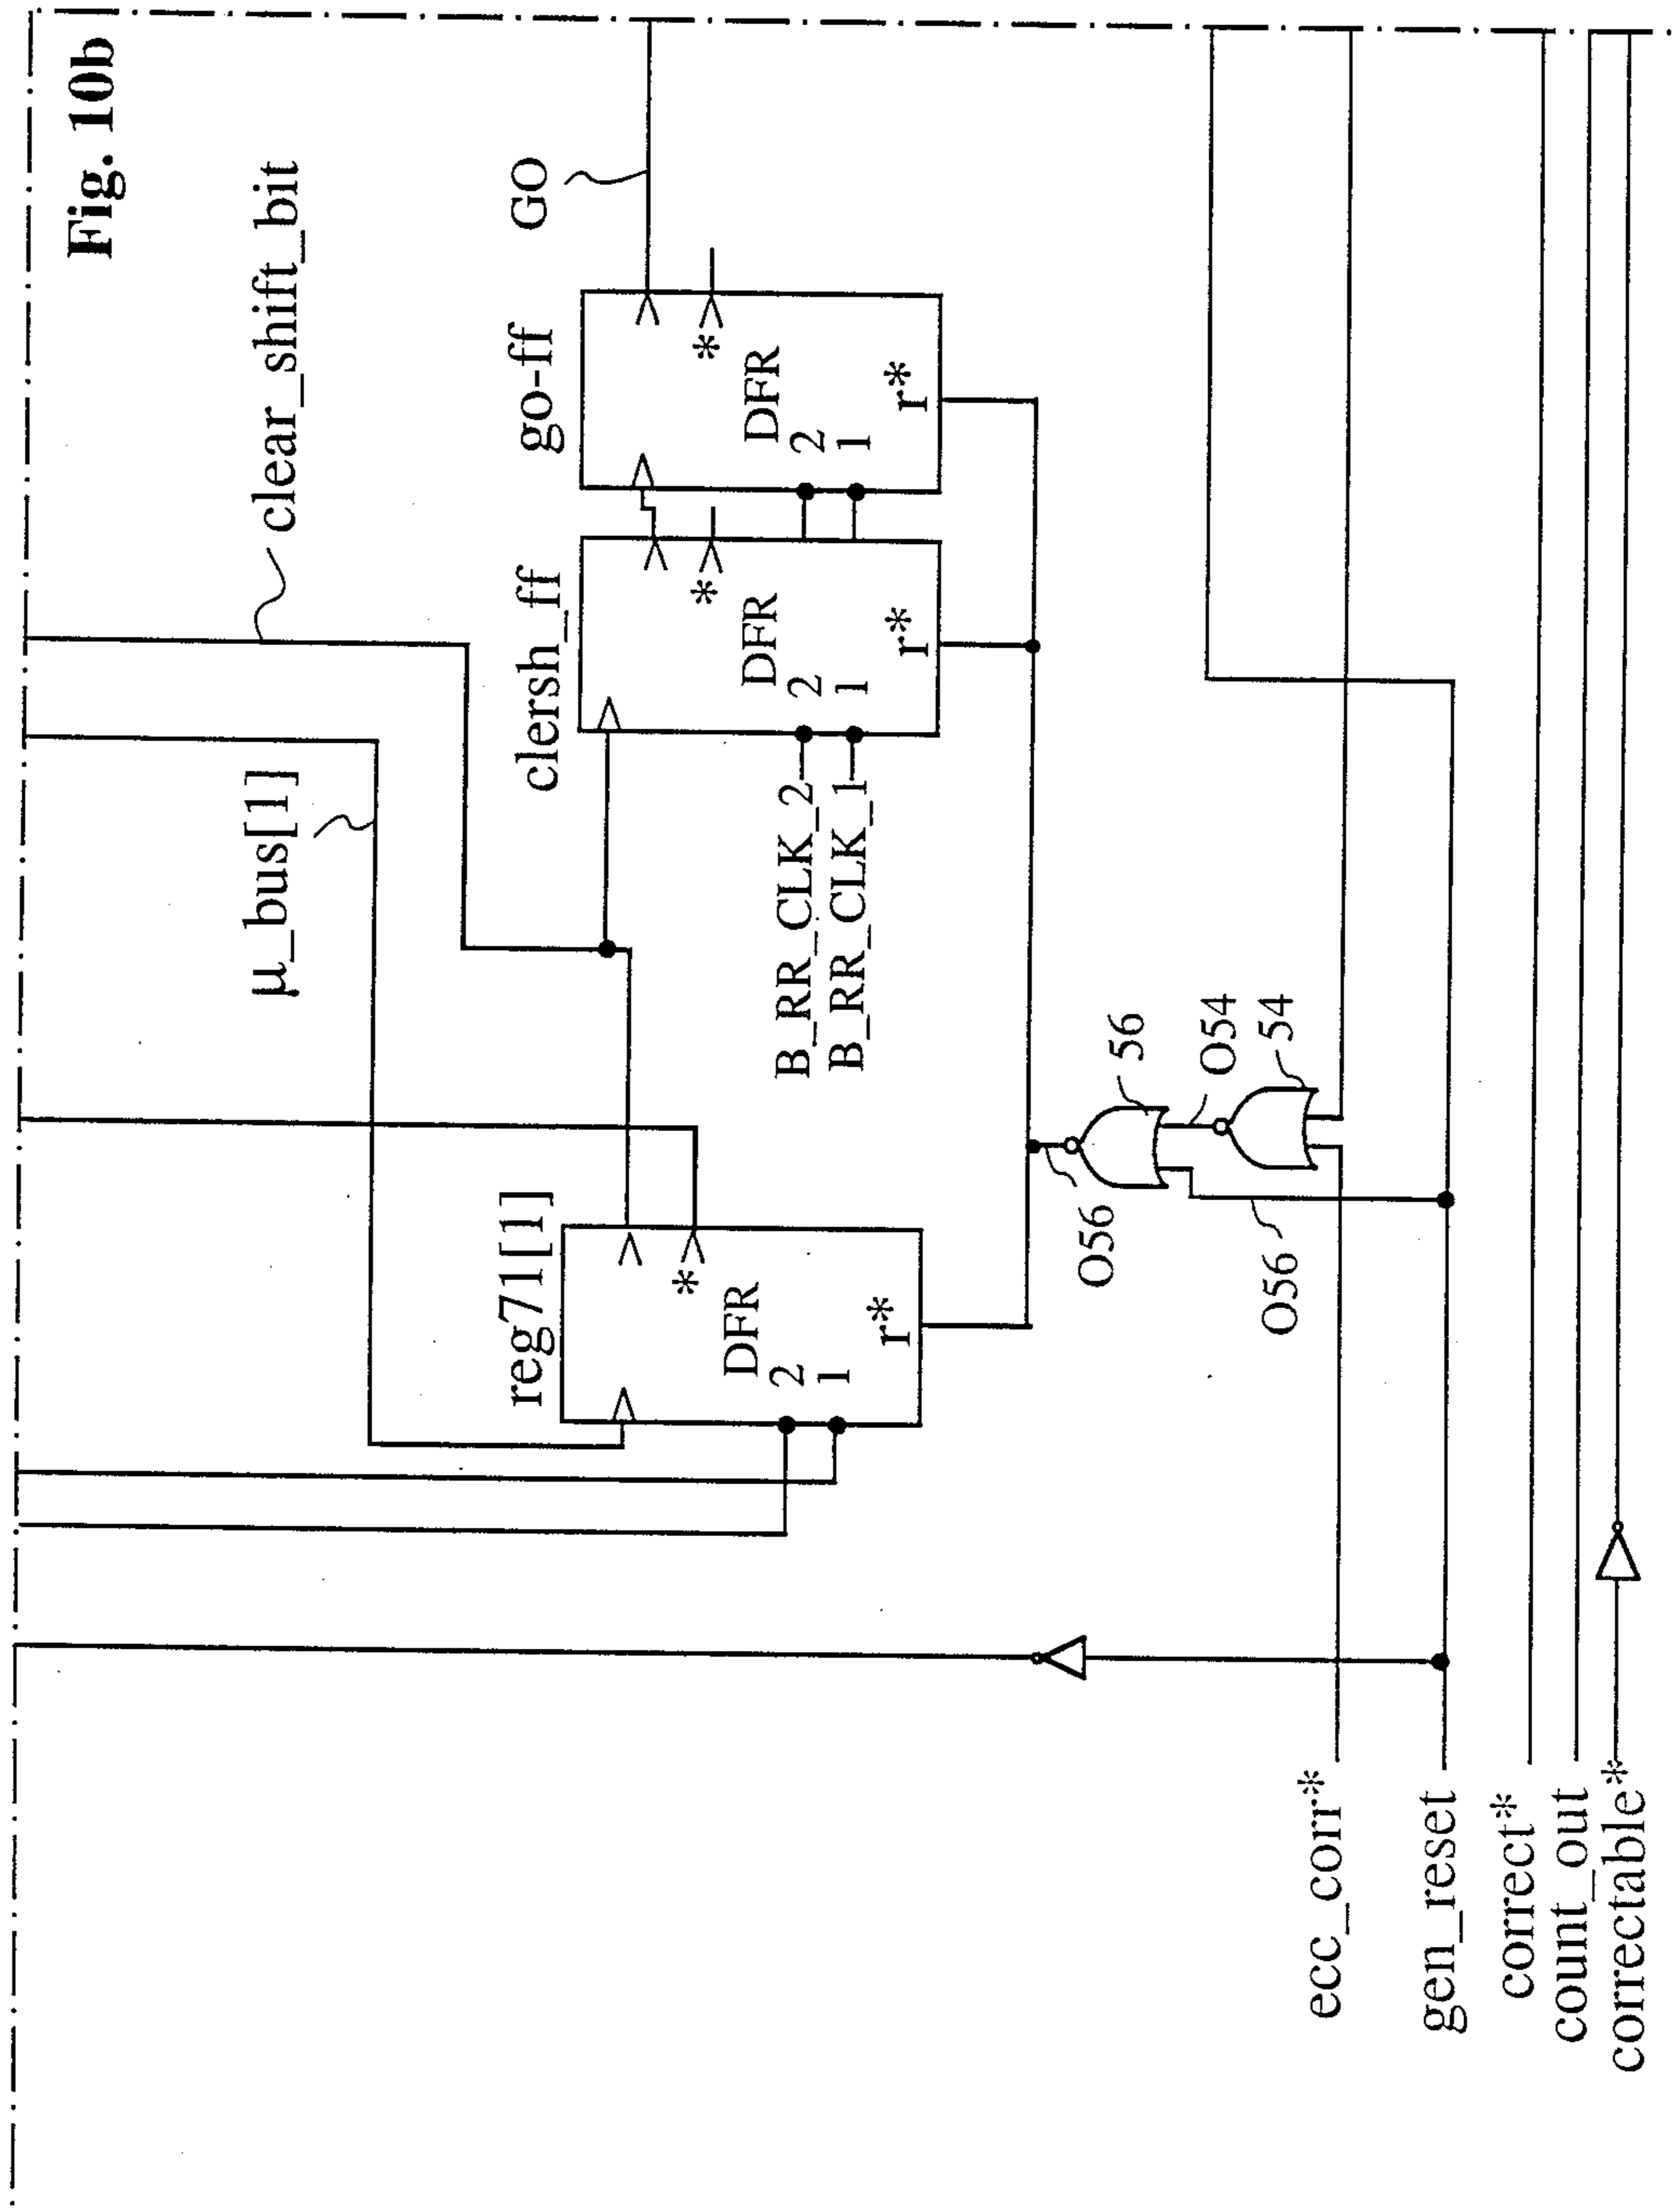 Fig. 10b
clear_shift_bit
μ_bus[1]
GO
reg71[1]
*
DFR
2
1
r*
clersh_ff
*
DFR
2
1
r*
go-ff
*
DFR
2
1
r*
B_RR_CLK_2
B_RR_CLK_1
O56
56
O54
O56
54
ecc_corr*
gen_reset
correct*
count_out
correctable*